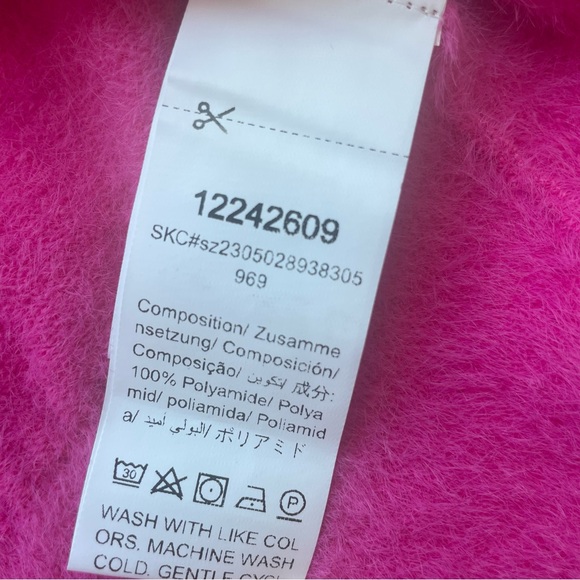 12242609
SKC#sz2305028938305
969
Composition/ Zusamme
nsetzung/ Composición/
Composição/ تكوين/ 成分:
100% Polyamide/ Polya
mid/ poliamida/ Poliamid
a/ البولي أميد/ ポリアミド
30
P
WASH WITH LIKE COL
ORS. MACHINE WASH
COLD. GENTLE CYCL